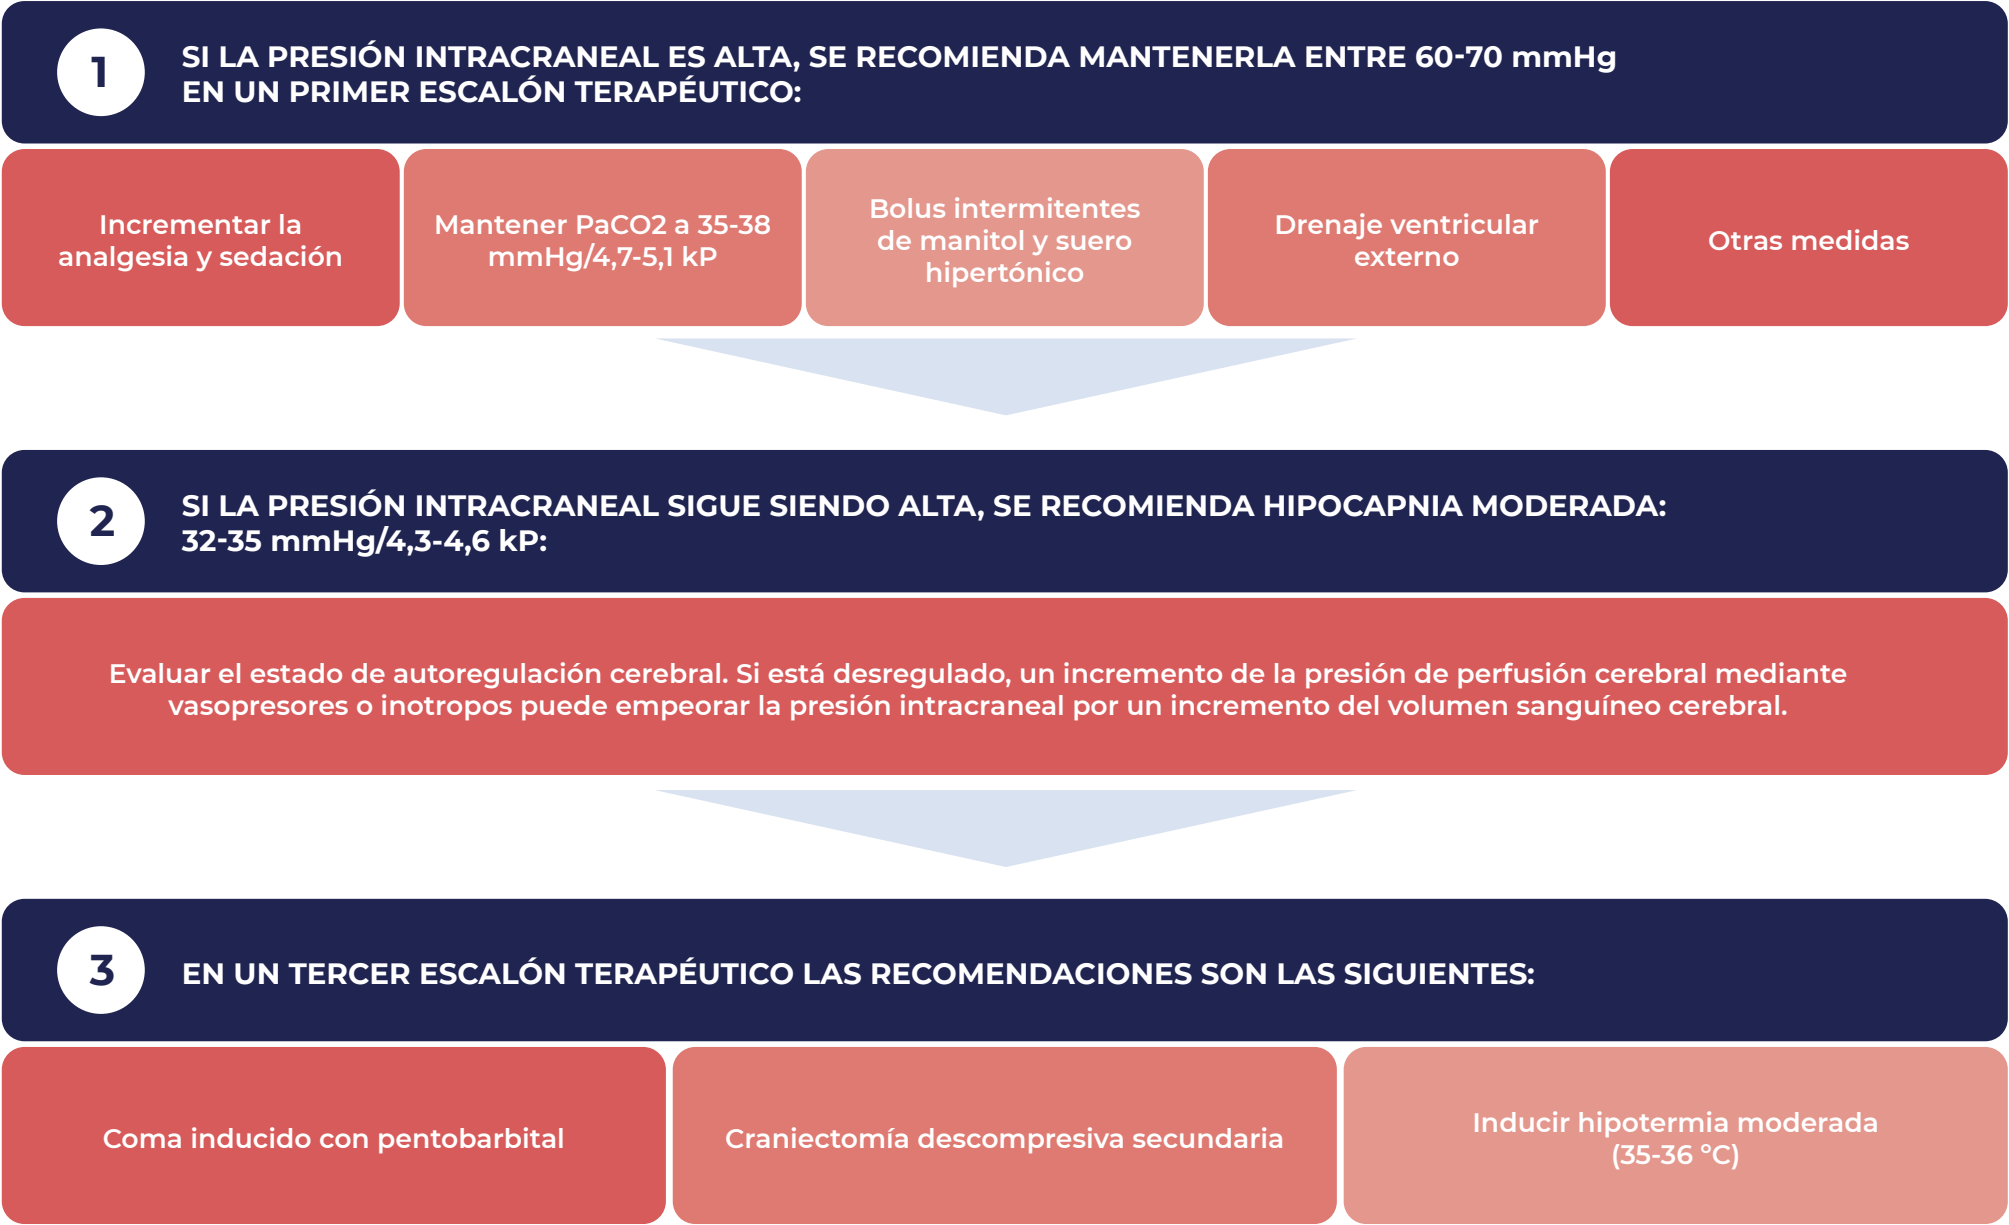 1
SI LA PRESIÓN INTRACRANEAL ES ALTA, SE RECOMIENDA MANTENERLA ENTRE 60-70 mmHg
EN UN PRIMER ESCALÓN TERAPÉUTICO:
Incrementar la
analgesia y sedación
Mantener PaCO2 a 35-38
mmHg/4,7-5,1 kP
Bolus intermitentes
de manitol y suero
hipertónico
Drenaje ventricular
externo
Otras medidas
2
SI LA PRESIÓN INTRACRANEAL SIGUE SIENDO ALTA, SE RECOMIENDA HIPOCAPNIA MODERADA:
32-35 mmHg/4,3-4,6 kP:
Evaluar el estado de autoregulación cerebral. Si está desregulado, un incremento de la presión de perfusión cerebral mediante
vasopresores o inotropos puede empeorar la presión intracraneal por un incremento del volumen sanguíneo cerebral.
3
EN UN TERCER ESCALÓN TERAPÉUTICO LAS RECOMENDACIONES SON LAS SIGUIENTES:
Coma inducido con pentobarbital
Craniectomía descompresiva secundaria
Inducir hipotermia moderada
(35-36 °C)